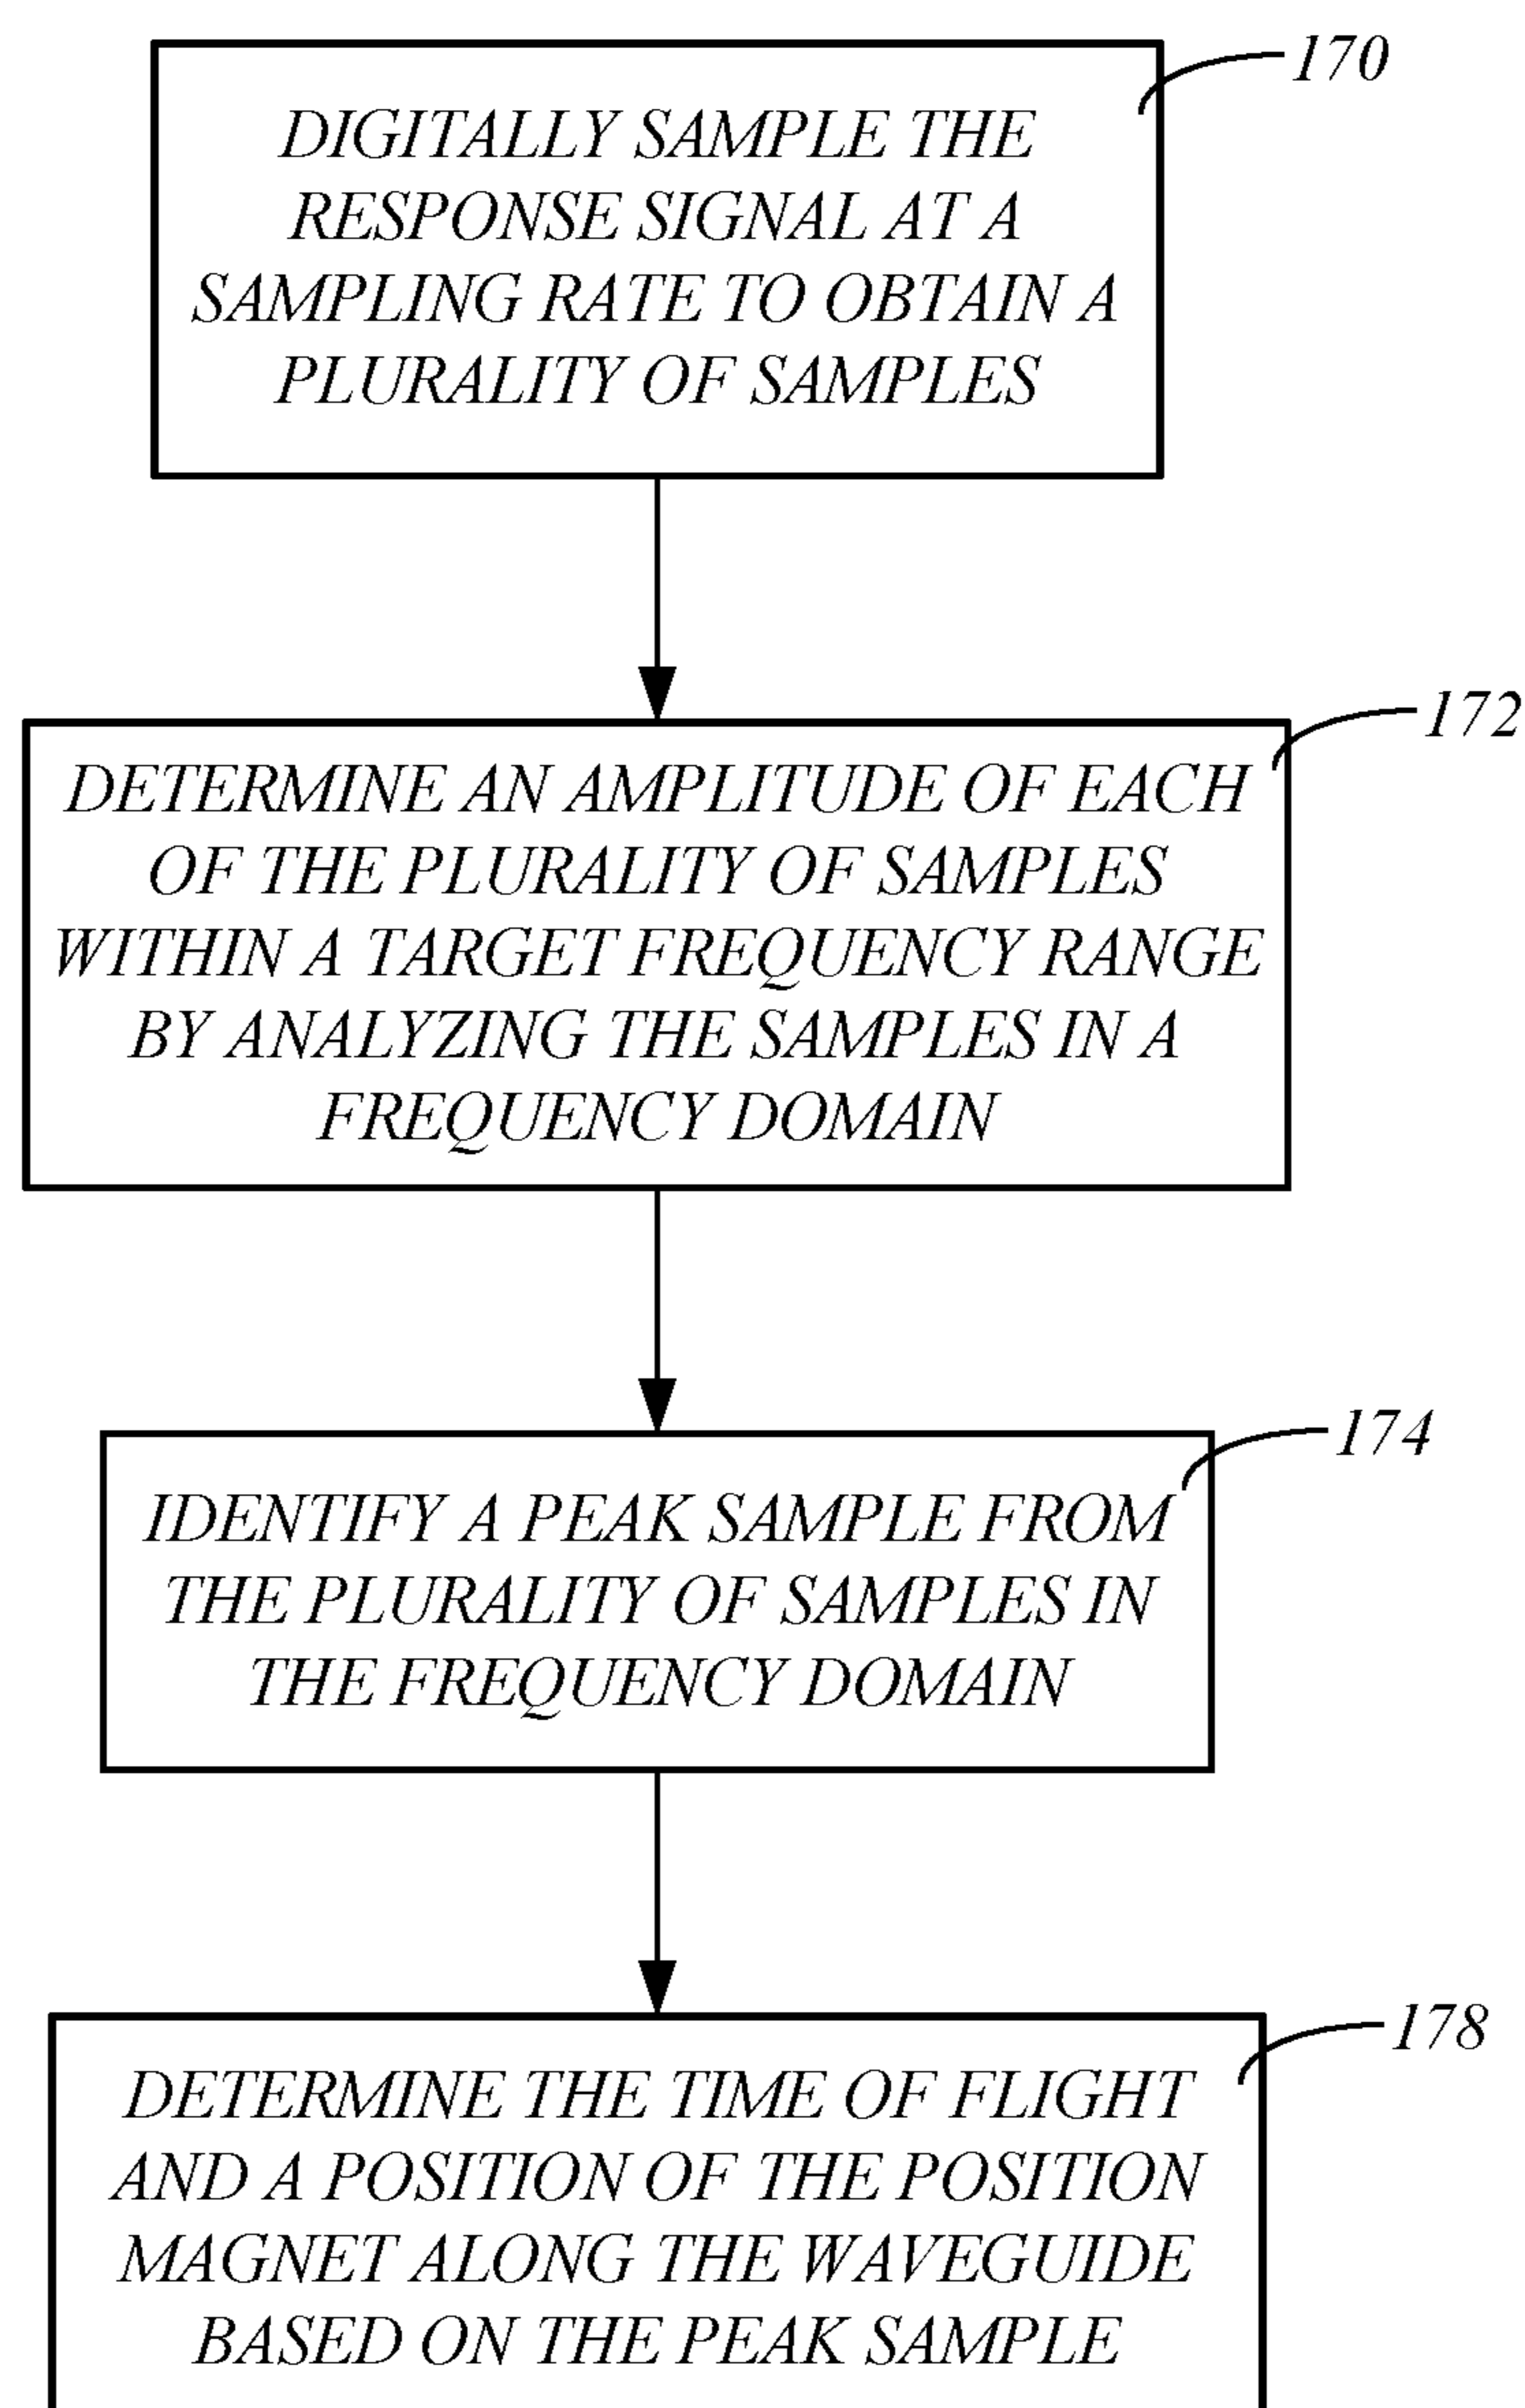 170
DIGITALLY SAMPLE THE
RESPONSE SIGNAL AT A
SAMPLING RATE TO OBTAIN A
PLURALITY OF SAMPLES
172
DETERMINE AN AMPLITUDE OF EACH
OF THE PLURALITY OF SAMPLES
WITHIN A TARGET FREQUENCY RANGE
BY ANALYZING THE SAMPLES IN A
FREQUENCY DOMAIN
174
IDENTIFY A PEAK SAMPLE FROM
THE PLURALITY OF SAMPLES IN
THE FREQUENCY DOMAIN
178
DETERMINE THE TIME OF FLIGHT
AND A POSITION OF THE POSITION
MAGNET ALONG THE WAVEGUIDE
BASED ON THE PEAK SAMPLE